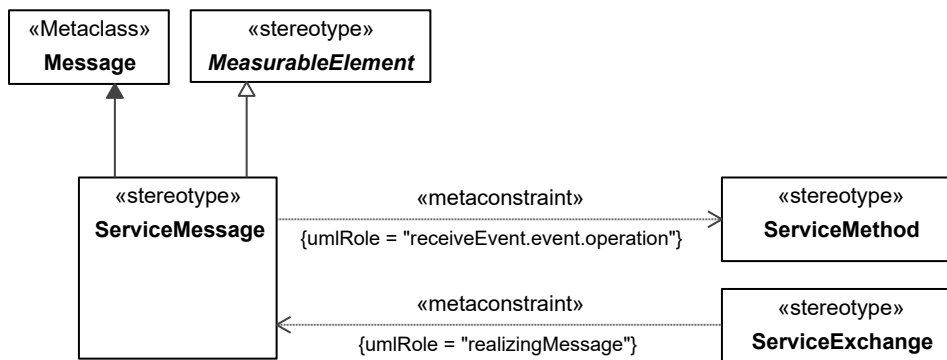 «Metaclass»
Message
«stereotype»
MeasurableElement
«stereotype»
ServiceMessage
«metaconstraint»
{umlRole = "receiveEvent.event.operation"}
«stereotype»
ServiceMethod
«metaconstraint»
{umlRole = "realizingMessage"}
«stereotype»
ServiceExchange